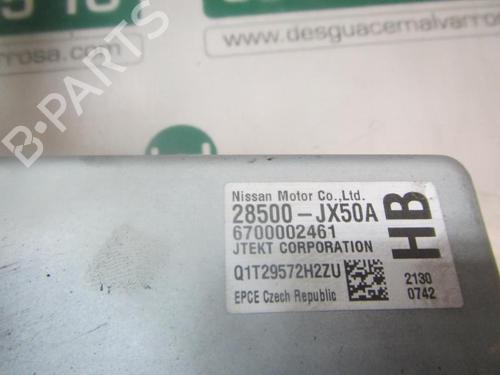 www.desguacemalvarrosa.c
rrosa.com
B-PARTS
Nissan Motor Co.,Ltd.
28500-JX50A
6700002461
JTEKT CORPORATION
HB
Q1T29572H2ZU
2130
EPCE Czech Republic
0742